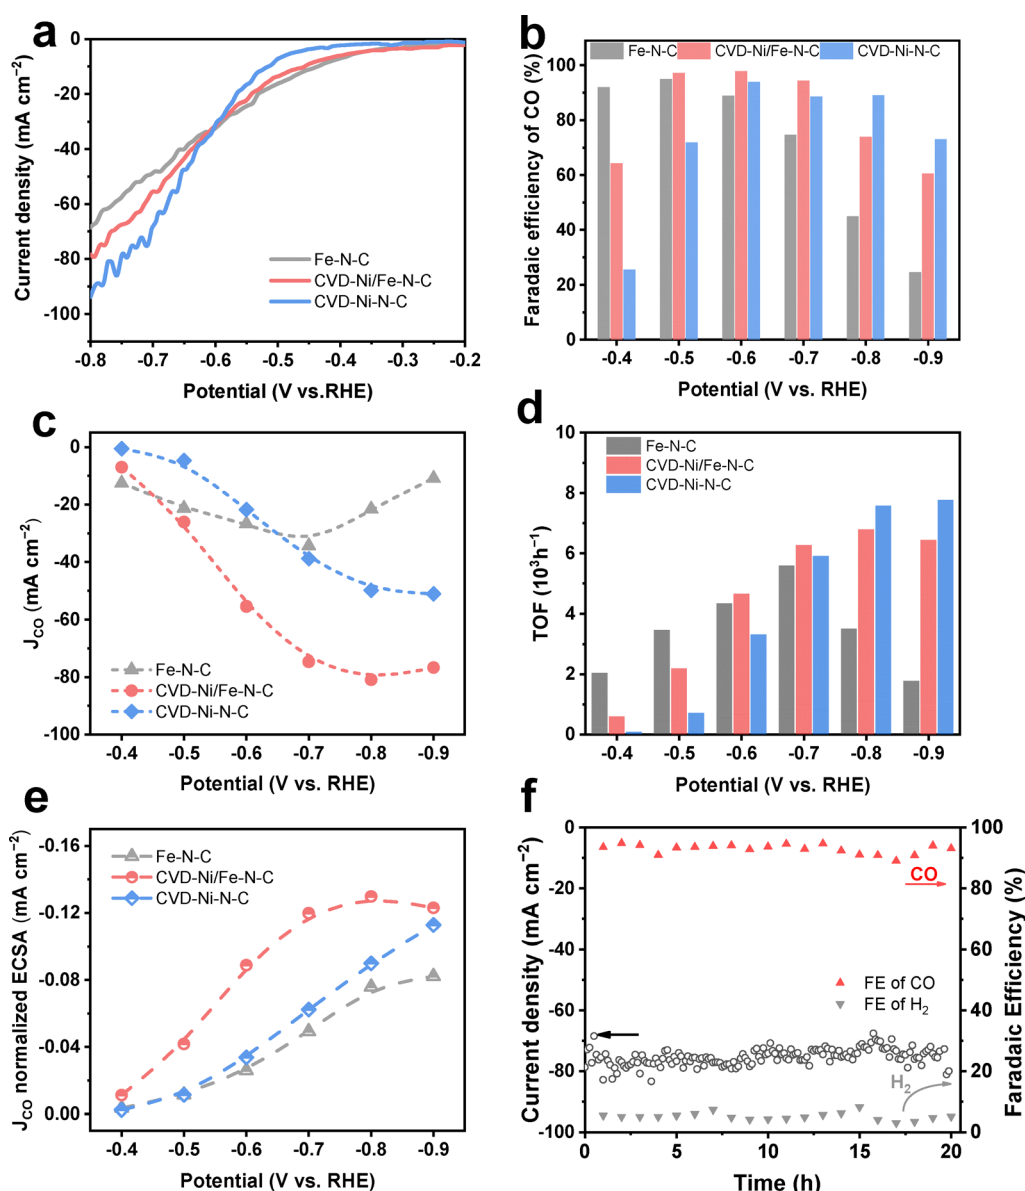 a
0
-20
-40
-60
-80
-100
Current density (mA cm⁻²)
Fe-N-C
CVD-Ni/Fe-N-C
CVD-Ni-N-C
-0.8 -0.7 -0.6 -0.5 -0.4 -0.3 -0.2
Potential (V vs.RHE)
b
Fe-N-C CVD-Ni/Fe-N-C CVD-Ni-N-C
100
80
60
40
20
0
Faradaic efficiency of CO (%)
-0.4 -0.5 -0.6 -0.7 -0.8 -0.9
Potential (V vs. RHE)
c
0
-20
-40
-60
-80
-100
J_CO (mA cm⁻²)
Fe-N-C
CVD-Ni/Fe-N-C
CVD-Ni-N-C
-0.4 -0.5 -0.6 -0.7 -0.8 -0.9
Potential (V vs. RHE)
d
10
8
6
4
2
0
TOF (10³h⁻¹)
Fe-N-C
CVD-Ni/Fe-N-C
CVD-Ni-N-C
-0.4 -0.5 -0.6 -0.7 -0.8 -0.9
Potential (V vs. RHE)
e
-0.16
-0.12
-0.08
-0.04
0.00
J_CO normalized ECSA (mA cm⁻²)
Fe-N-C
CVD-Ni/Fe-N-C
CVD-Ni-N-C
-0.4 -0.5 -0.6 -0.7 -0.8 -0.9
Potential (V vs. RHE)
f
0
-20
-40
-60
-80
-100
Current density (mA cm⁻²)
CO
FE of CO
FE of H₂
H₂
100
80
60
40
20
0
Faradaic Efficiency (%)
0 5 10 15 20
Time (h)